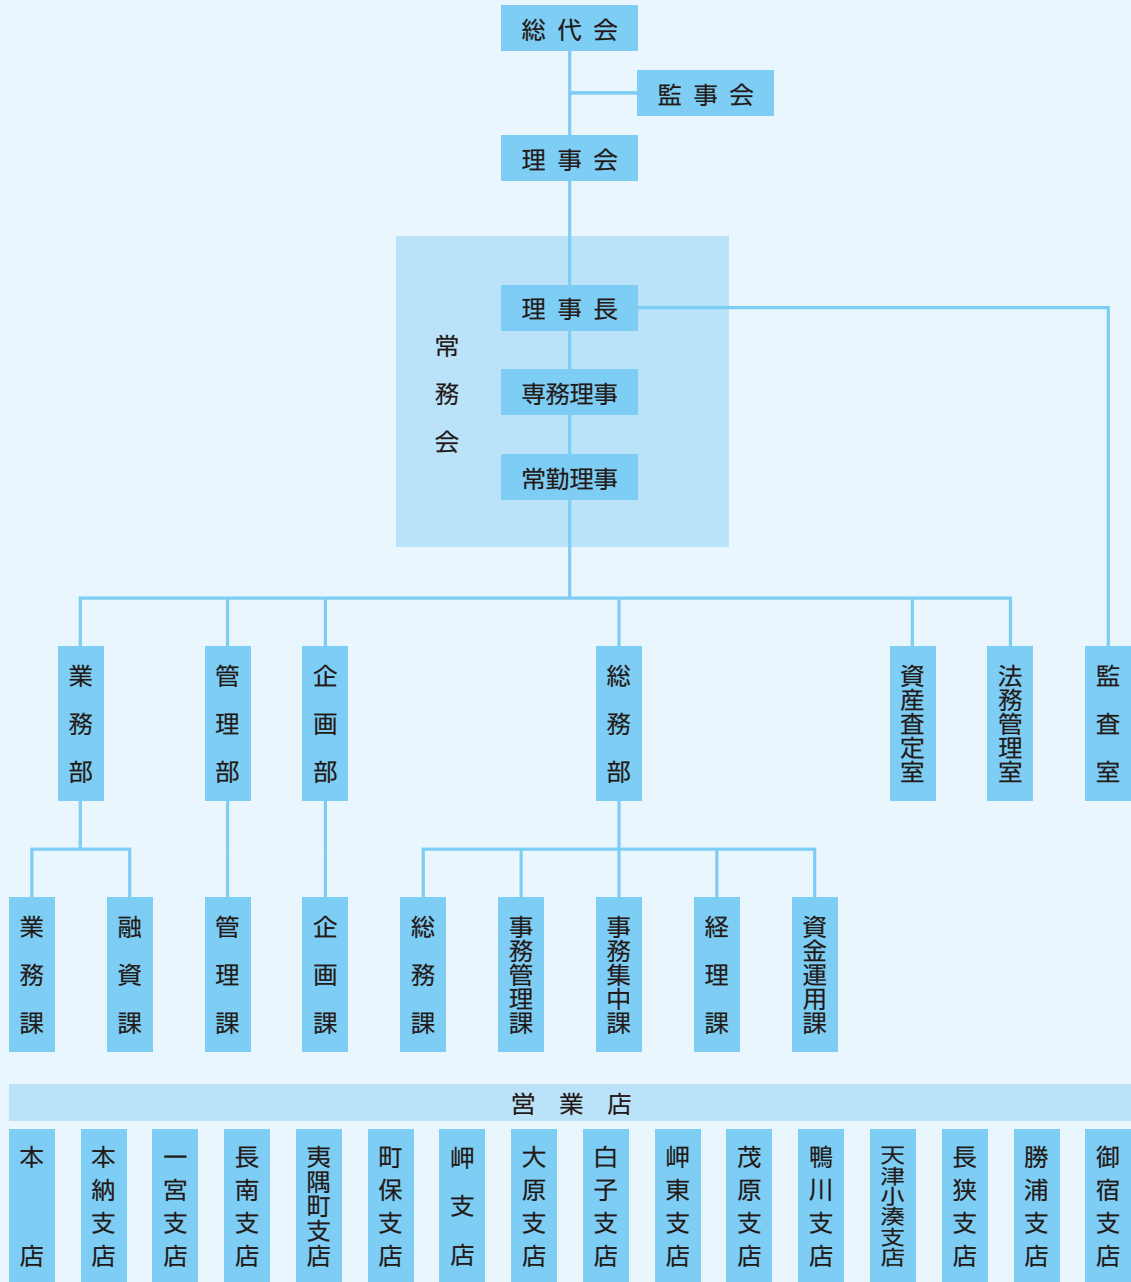 総代会
監事会
理事会
理事長
常務会
専務理事
常勤理事
業務部
管理部
企画部
総務部
資産査定室
法務管理室
監査室
業務課
融資課
管理課
企画課
総務課
事務管理課
事務集中課
経理課
資金運用課
営業店
本店
本納支店
一宮支店
長南支店
夷隅町支店
町保支店
岬支店
大原支店
白子支店
岬東支店
茂原支店
鴨川支店
天津小湊支店
長狭支店
勝浦支店
御宿支店